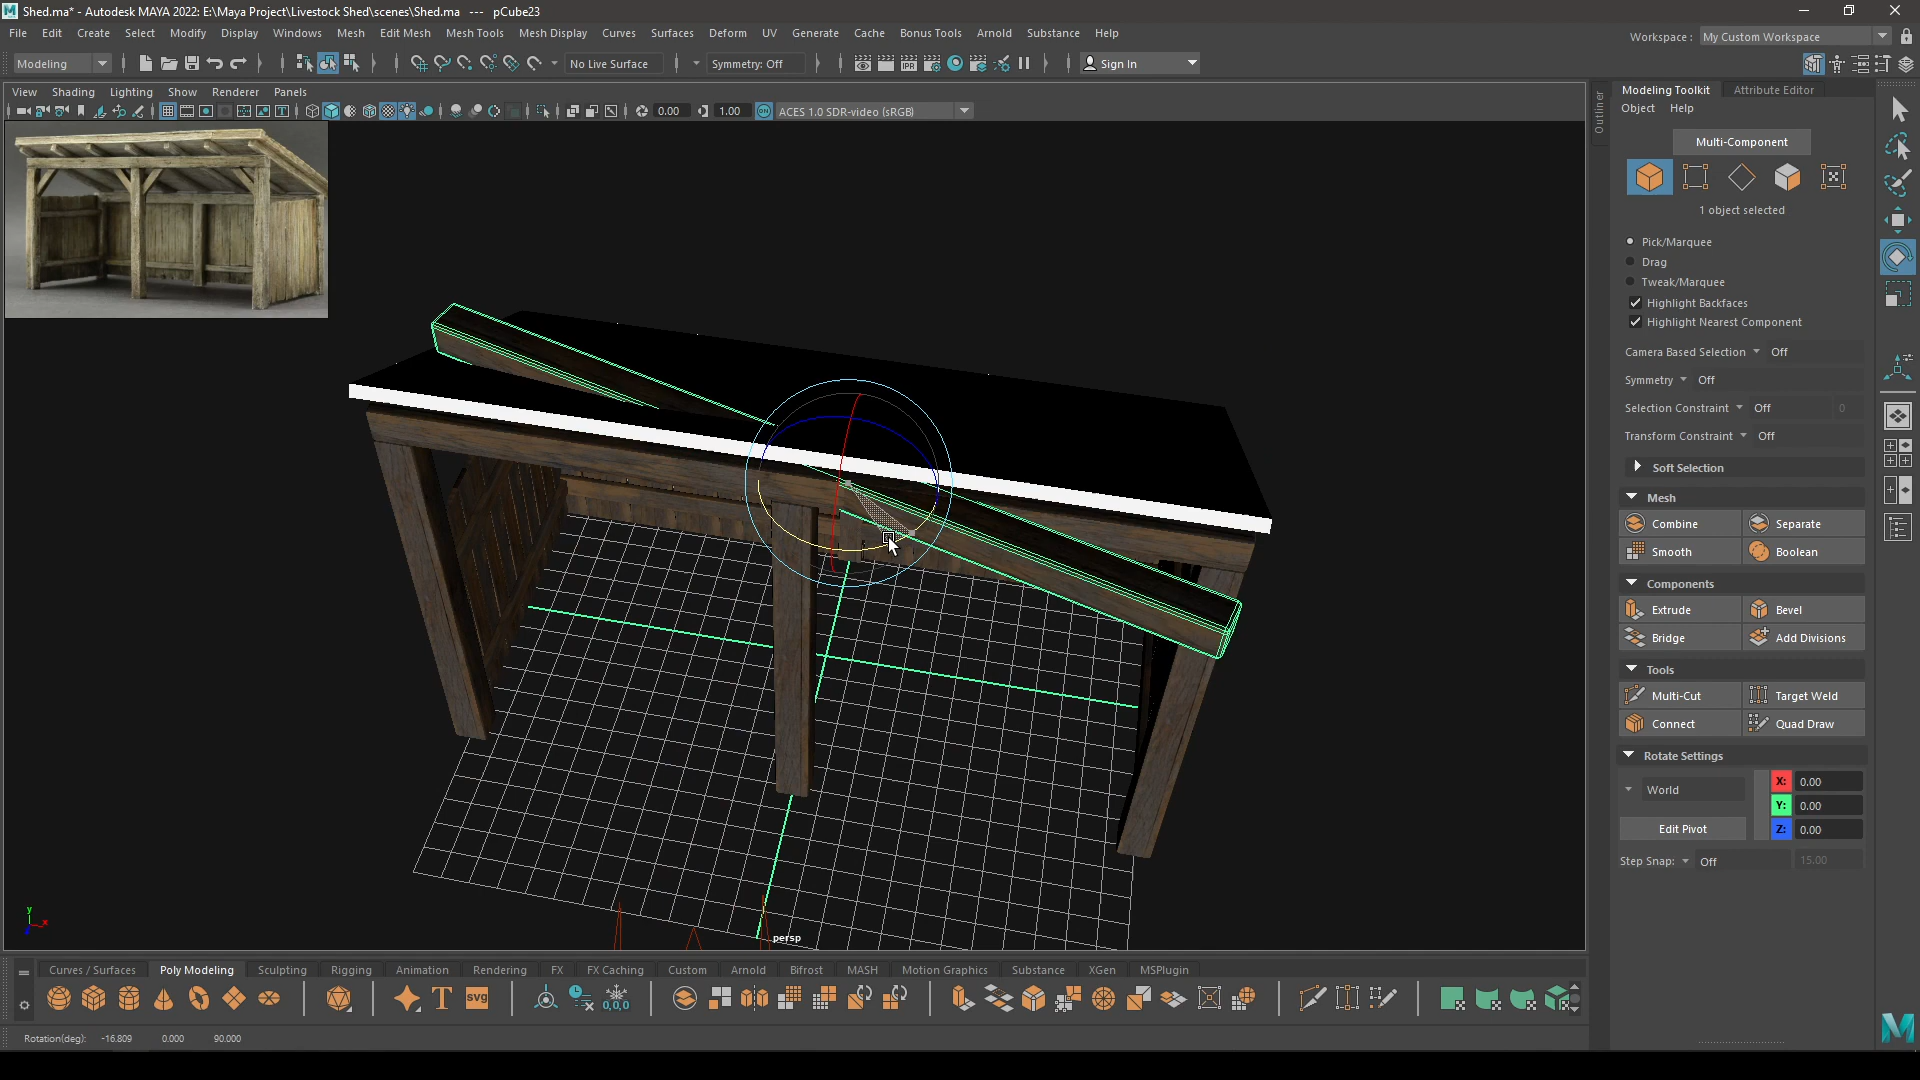 Shed.ma* - Autodesk MAYA 2022: E:\Maya Project\Livestock Shed\scenes\Shed.ma --- pCube23
File Edit Create Select Modify Display Windows Mesh Edit Mesh Mesh Tools Mesh Display Curves Surfaces Deform UV Generate Cache Bonus Tools Arnold Substance Help
Workspace : My Custom Workspace
Modeling No Live Surface Symmetry: Off IPR Sign In
View Shading Lighting Show Renderer Panels
0.00 1.00 ON ACES 1.0 SDR-video (sRGB)
Outliner
Modeling Toolkit Attribute Editor
Object Help
Multi-Component
1 object selected
Pick/Marquee
Drag
Tweak/Marquee
Highlight Backfaces
Highlight Nearest Component
Camera Based Selection Off
Symmetry Off
Selection Constraint Off 0
Transform Constraint Off
Soft Selection
Mesh
Combine Separate
Smooth Boolean
Components
Extrude Bevel
Bridge Add Divisions
Tools
Multi-Cut Target Weld
Connect Quad Draw
Rotate Settings
World
X: 0.00
Y: 0.00
Edit Pivot
Z: 0.00
Step Snap: Off 15.00
y
x
persp
Curves / Surfaces Poly Modeling Sculpting Rigging Animation Rendering FX FX Caching Custom Arnold Bifrost MASH Motion Graphics Substance XGen MSPlugin
T svg 0,0,0
Rotation(deg): -16.809 0.000 90.000
M